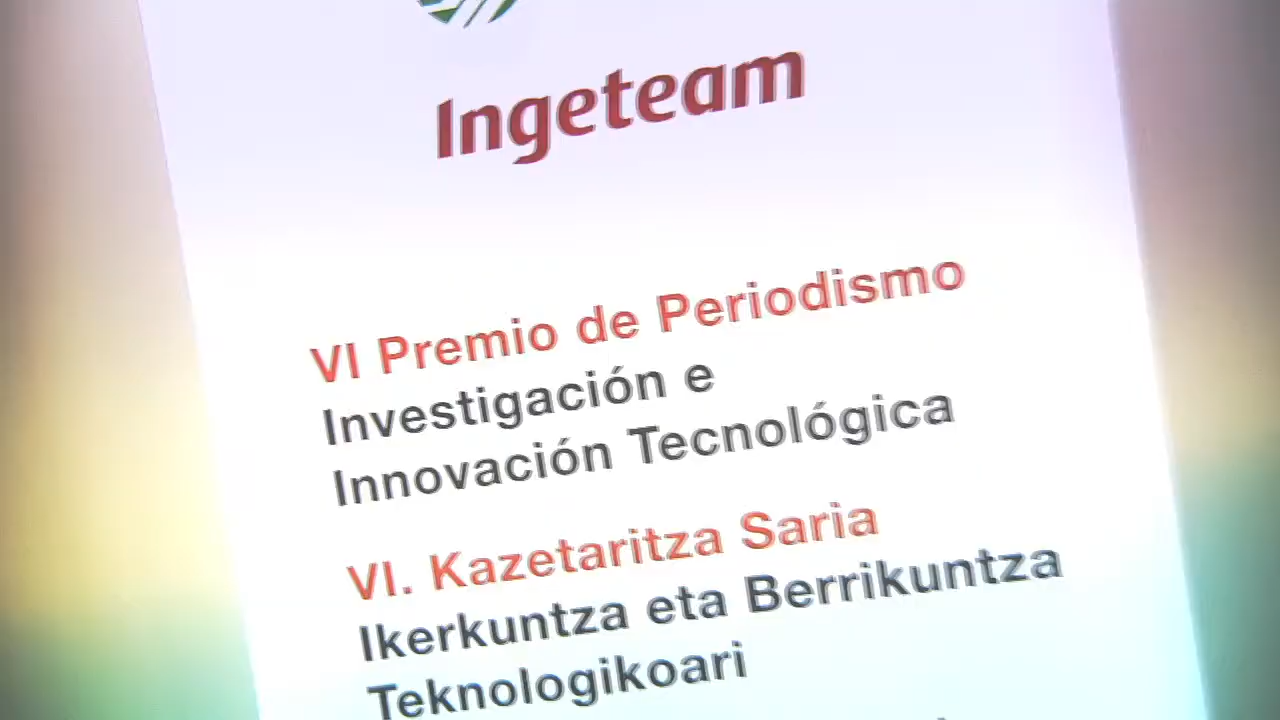 Ingeteam
VI Premio de Periodismo
Investigación e
Innovación Tecnológica
VI. Kazetaritza Saria
Ikerkuntza eta Berrikuntza
Teknologikoari